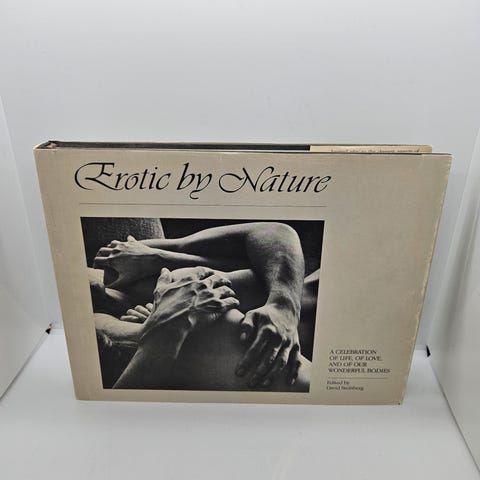 Erotic by Nature
A CELEBRATION
OF LIFE, OF LOVE,
AND OF OUR
WONDERFUL BODIES
Edited by
David Steinberg